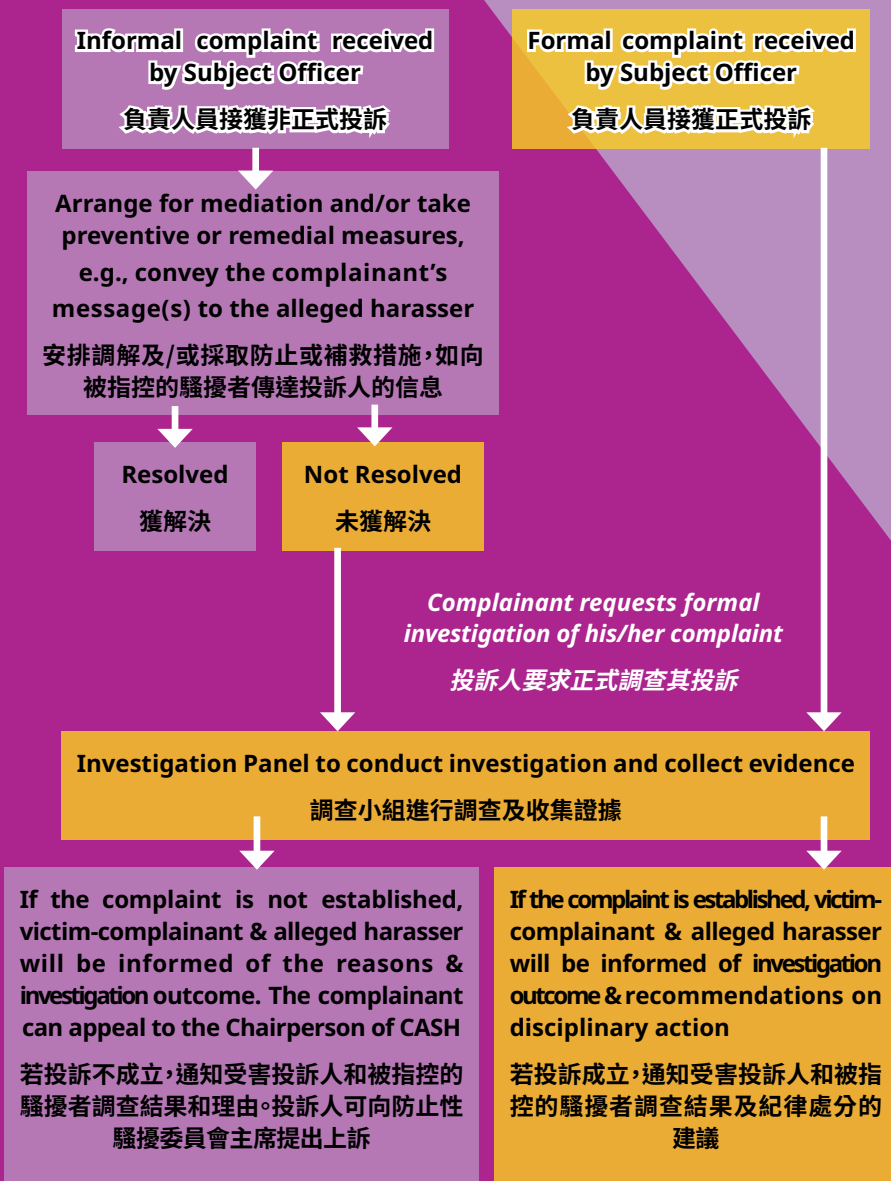 Informal complaint received
by Subject Officer
負責人員接獲非正式投訴
Formal complaint received
by Subject Officer
負責人員接獲正式投訴
Arrange for mediation and/or take
preventive or remedial measures,
e.g., convey the complainant’s
message(s) to the alleged harasser
安排調解及/或採取防止或補救措施，如向
被指控的騷擾者傳達投訴人的信息
Resolved
獲解決
Not Resolved
未獲解決
Complainant requests formal
investigation of his/her complaint
投訴人要求正式調查其投訴
Investigation Panel to conduct investigation and collect evidence
調查小組進行調查及收集證據
If the complaint is not established,
victim-complainant & alleged harasser
will be informed of the reasons &
investigation outcome. The complainant
can appeal to the Chairperson of CASH
若投訴不成立，通知受害投訴人和被指控的
騷擾者調查結果和理由。投訴人可向防止性
騷擾委員會主席提出上訴
If the complaint is established, victim-
complainant & alleged harasser
will be informed of investigation
outcome & recommendations on
disciplinary action
若投訴成立，通知受害投訴人和被指
控的騷擾者調查結果及紀律處分的
建議